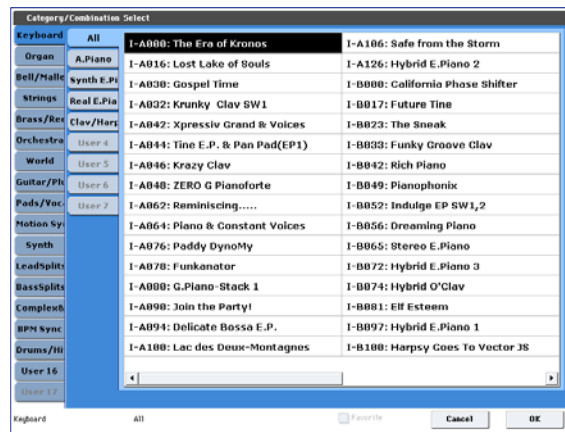 Category/Combination Select
Keyboard
Organ
Bell/Malle
Strings
Brass/Ree
Orchestra
World
Guitar/Plu
Pads/Voc
Motion Sy
Synth
LeadSplits
BassSplits
Complex&
BPM Sync
Drums/Hi
User 16
User 17
All
A.Piano
Synth E.Pi
Real E.Pia
Clav/Harp
User 4
User 5
User 6
User 7
I-A000: The Era of Kronos
I-A016: Lost Lake of Souls
I-A030: Gospel Time
I-A032: Krunky Clav SW1
I-A042: Xpressiv Grand & Voices
I-A044: Tine E.P. & Pan Pad(EP1)
I-A046: Krazy Clav
I-A048: ZERO G Pianoforte
I-A062: Reminiscing.....
I-A064: Piano & Constant Voices
I-A076: Paddy DynoMy
I-A078: Funkanator
I-A080: G.Piano-Stack 1
I-A090: Join the Party!
I-A094: Delicate Bossa E.P.
I-A100: Lac des Deux-Montagnes
I-A106: Safe from the Storm
I-A126: Hybrid E.Piano 2
I-B000: California Phase Shifter
I-B017: Future Tine
I-B023: The Sneak
I-B033: Funky Groove Clav
I-B042: Rich Piano
I-B049: Pianophonix
I-B052: Indulge EP SW1,2
I-B056: Dreaming Piano
I-B065: Stereo E.Piano
I-B072: Hybrid E.Piano 3
I-B074: Hybrid O'Clav
I-B081: Elf Esteem
I-B097: Hybrid E.Piano 1
I-B100: Harpsy Goes To Vector JS
Keyboard
All
Favorite
Cancel
OK